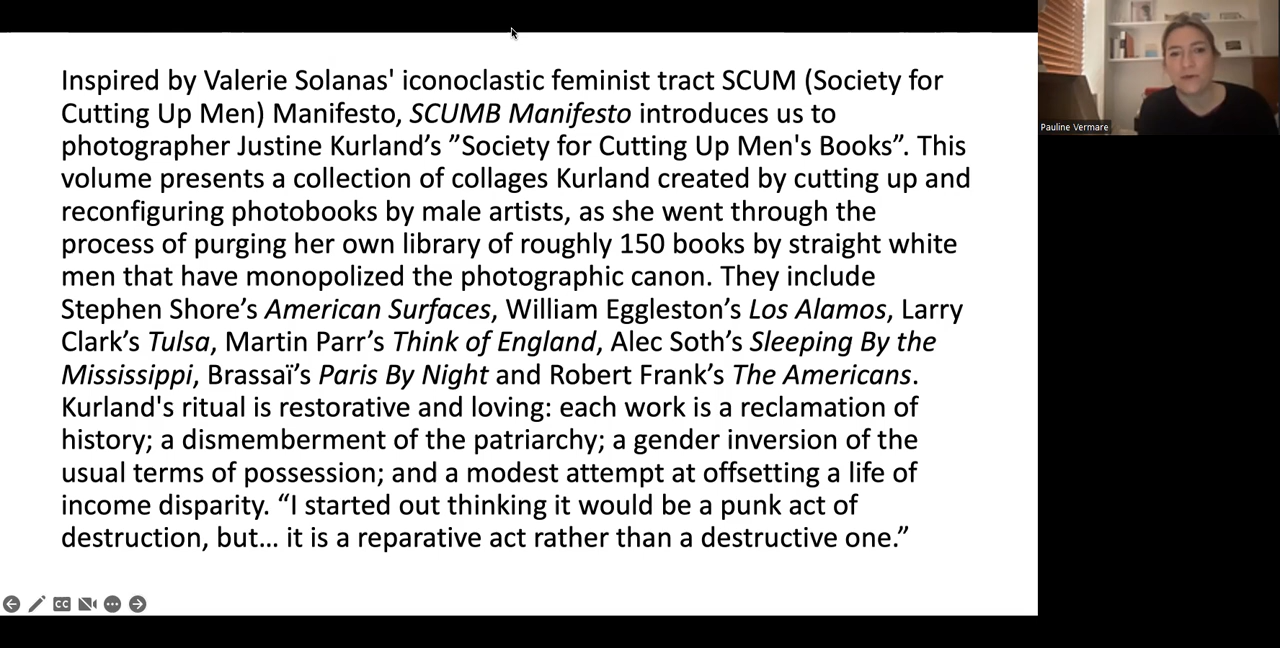 Inspired by Valerie Solanas' iconoclastic feminist tract SCUM (Society for
Cutting Up Men) Manifesto, SCUMB Manifesto introduces us to
photographer Justine Kurland’s ”Society for Cutting Up Men's Books”. This
volume presents a collection of collages Kurland created by cutting up and
reconfiguring photobooks by male artists, as she went through the
process of purging her own library of roughly 150 books by straight white
men that have monopolized the photographic canon. They include
Stephen Shore’s American Surfaces, William Eggleston’s Los Alamos, Larry
Clark’s Tulsa, Martin Parr’s Think of England, Alec Soth’s Sleeping By the
Mississippi, Brassaï’s Paris By Night and Robert Frank’s The Americans.
Kurland's ritual is restorative and loving: each work is a reclamation of
history; a dismemberment of the patriarchy; a gender inversion of the
usual terms of possession; and a modest attempt at offsetting a life of
income disparity. “I started out thinking it would be a punk act of
destruction, but… it is a reparative act rather than a destructive one.”
CC
Pauline Vermare